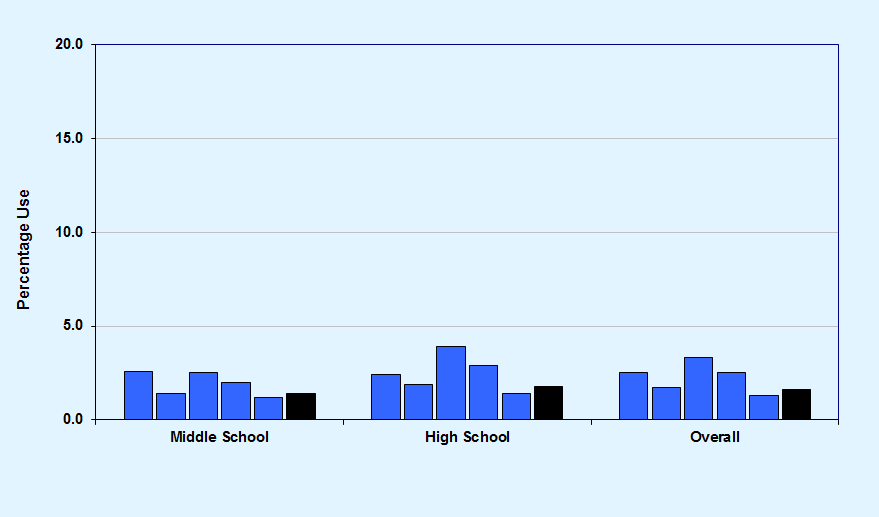 20.0
15.0
10.0
5.0
0.0
Percentage Use
Middle School
High School
Overall